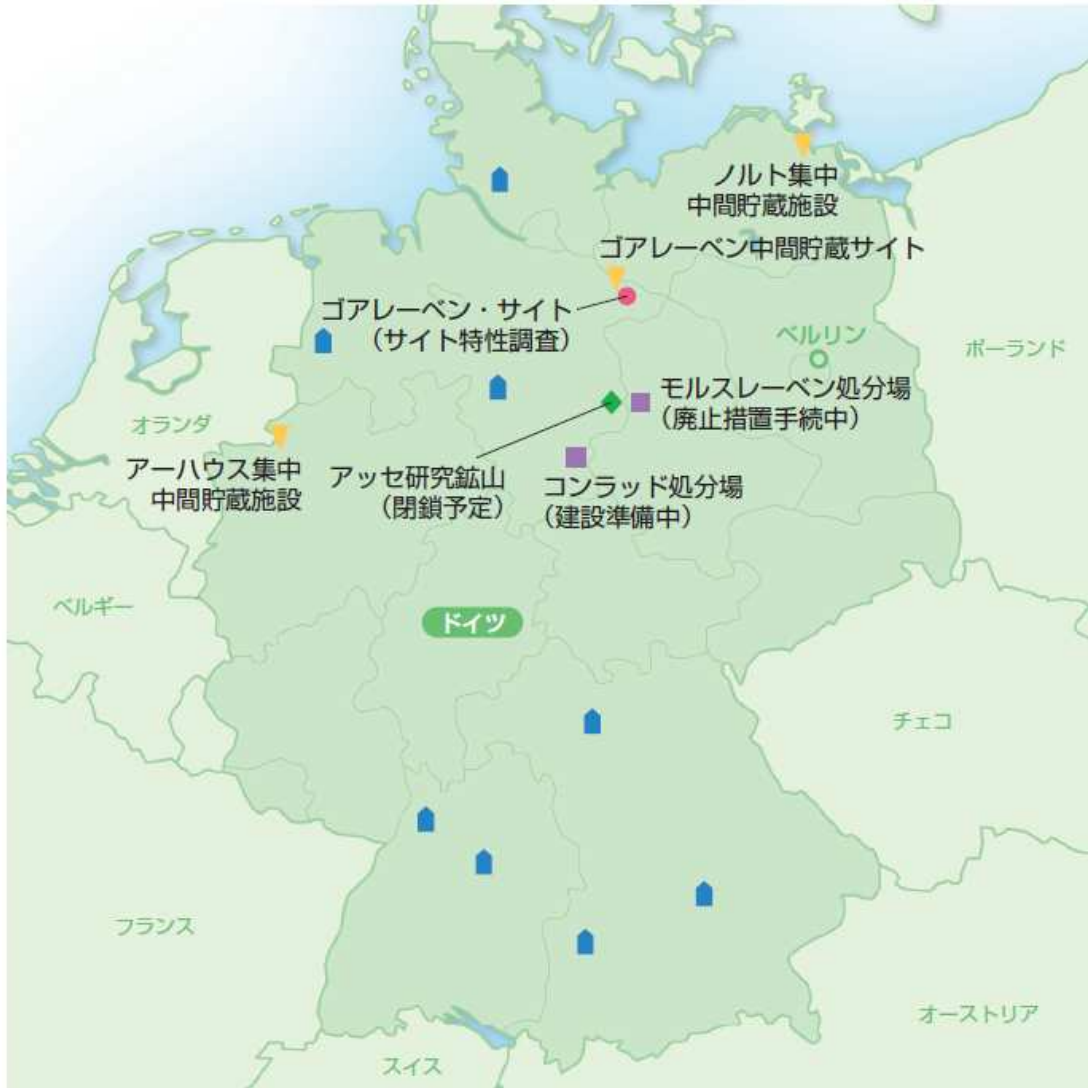 ノルト集中
中間貯蔵施設
ゴアレーベン中間貯蔵サイト
ゴアレーベン・サイト
（サイト特性調査）
ベルリン
ポーランド
オランダ
モルスレーベン処分場
（廃止措置手続中）
アーハウス集中
中間貯蔵施設
アッセ研究鉱山
（閉鎖予定）
コンラッド処分場
（建設準備中）
ベルギー
ドイツ
チェコ
フランス
オーストリア
スイス